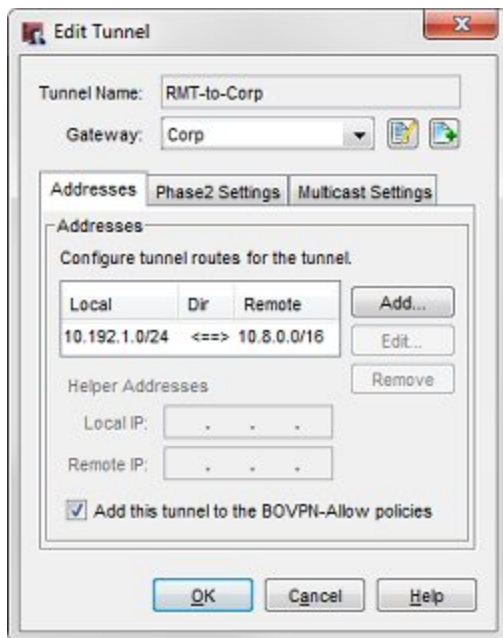 Edit Tunnel
Tunnel Name: RMT-to-Corp
Gateway: Corp
Addresses Phase2 Settings Multicast Settings
Addresses
Configure tunnel routes for the tunnel.
Local Dir Remote Add...
10.192.1.0/24 <==> 10.8.0.0/16 Edit...
Remove
Helper Addresses
Local IP: . . .
Remote IP: . . .
Add this tunnel to the BOVPN-Allow policies
OK Cancel Help